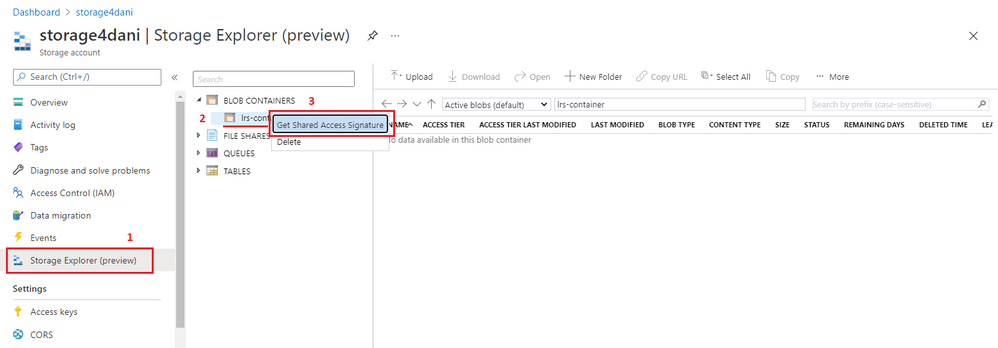 Dashboard > storage4dani >
storage4dani | Storage Explorer (preview)
Storage account
Search (Ctrl+/)
Overview
Activity log
Tags
Diagnose and solve problems
Access Control (IAM)
Data migration
Events
1
Storage Explorer (preview)
Settings
Access keys
CORS
Search
BLOB CONTAINERS
3
2
lrs-cont
Get Shared Access Signature
Delete
FILE SHARES
QUEUES
TABLES
Upload Download Open New Folder Copy URL Select All Copy More
Active blobs (default) lrs-container Search by prefix (case-sensitive)
NAME ACCESS TIER ACCESS TIER LAST MODIFIED LAST MODIFIED BLOB TYPE CONTENT TYPE SIZE STATUS REMAINING DAYS DELETED TIME LEA
data available in this blob container